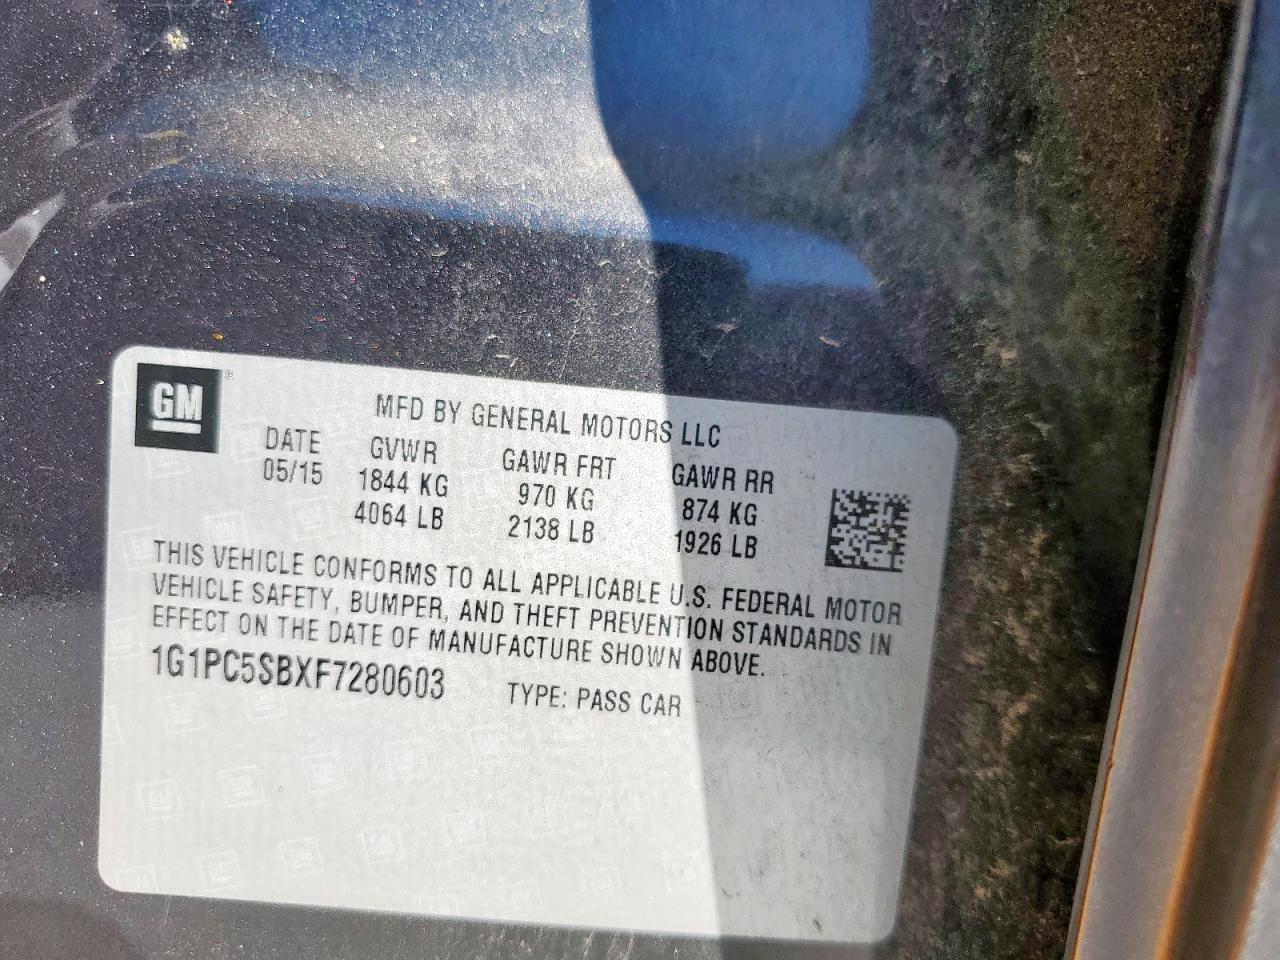 GM
MFD BY GENERAL MOTORS LLC
DATE GVWR GAWR FRT GAWR RR
05/15 1844 KG 970 KG 874 KG
4064 LB 2138 LB 1926 LB
THIS VEHICLE CONFORMS TO ALL APPLICABLE U.S. FEDERAL MOTOR
VEHICLE SAFETY, BUMPER, AND THEFT PREVENTION STANDARDS IN
EFFECT ON THE DATE OF MANUFACTURE SHOWN ABOVE.
1G1PC5SBXF7280603 TYPE: PASS CAR